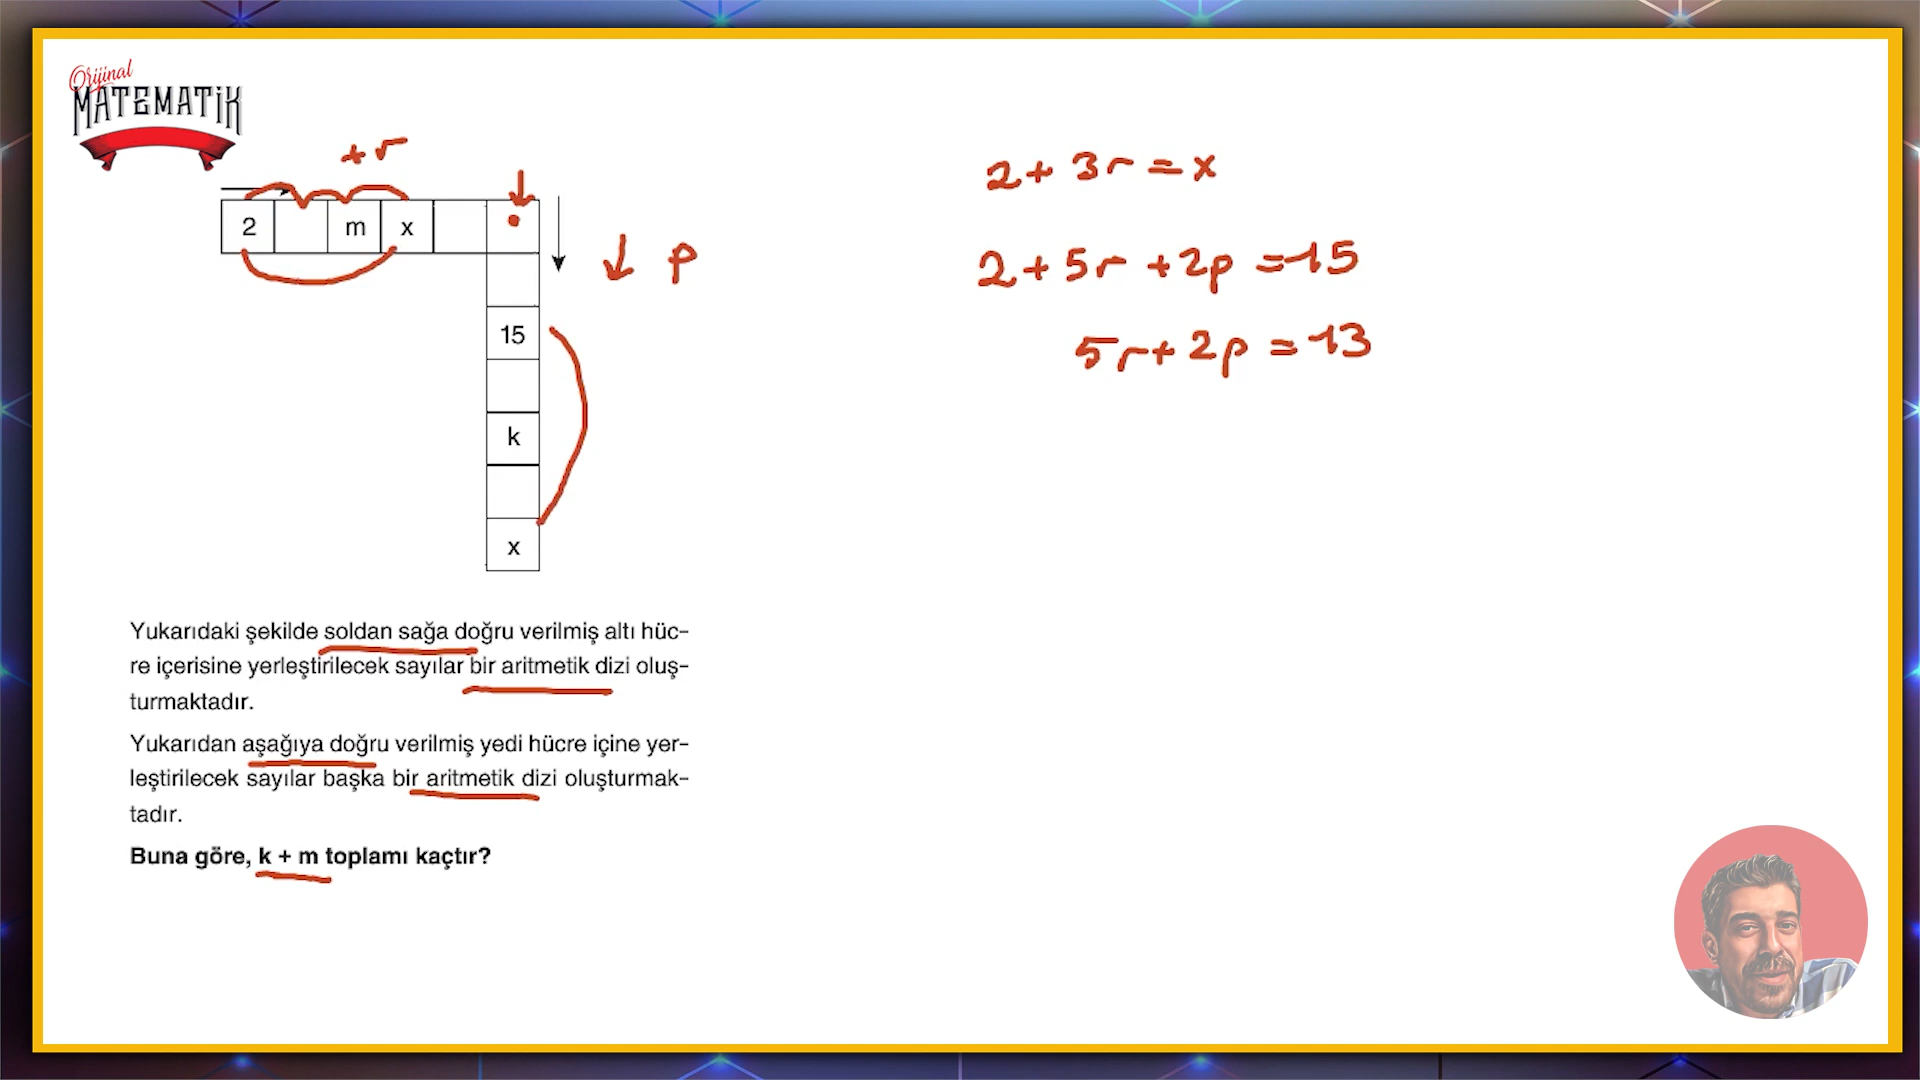 Orijinal
MATEMATİK
+r
2 m x
p
15
k
x
2 + 3r = x
2 + 5r + 2p = 15
5r + 2p = 13
Yukarıdaki şekilde soldan sağa doğru verilmiş altı hüc-
re içerisine yerleştirilecek sayılar bir aritmetik dizi oluş-
turmaktadır.
Yukarıdan aşağıya doğru verilmiş yedi hücre içine yer-
leştirilecek sayılar başka bir aritmetik dizi oluşturmak-
tadır.
Buna göre, k + m toplamı kaçtır?